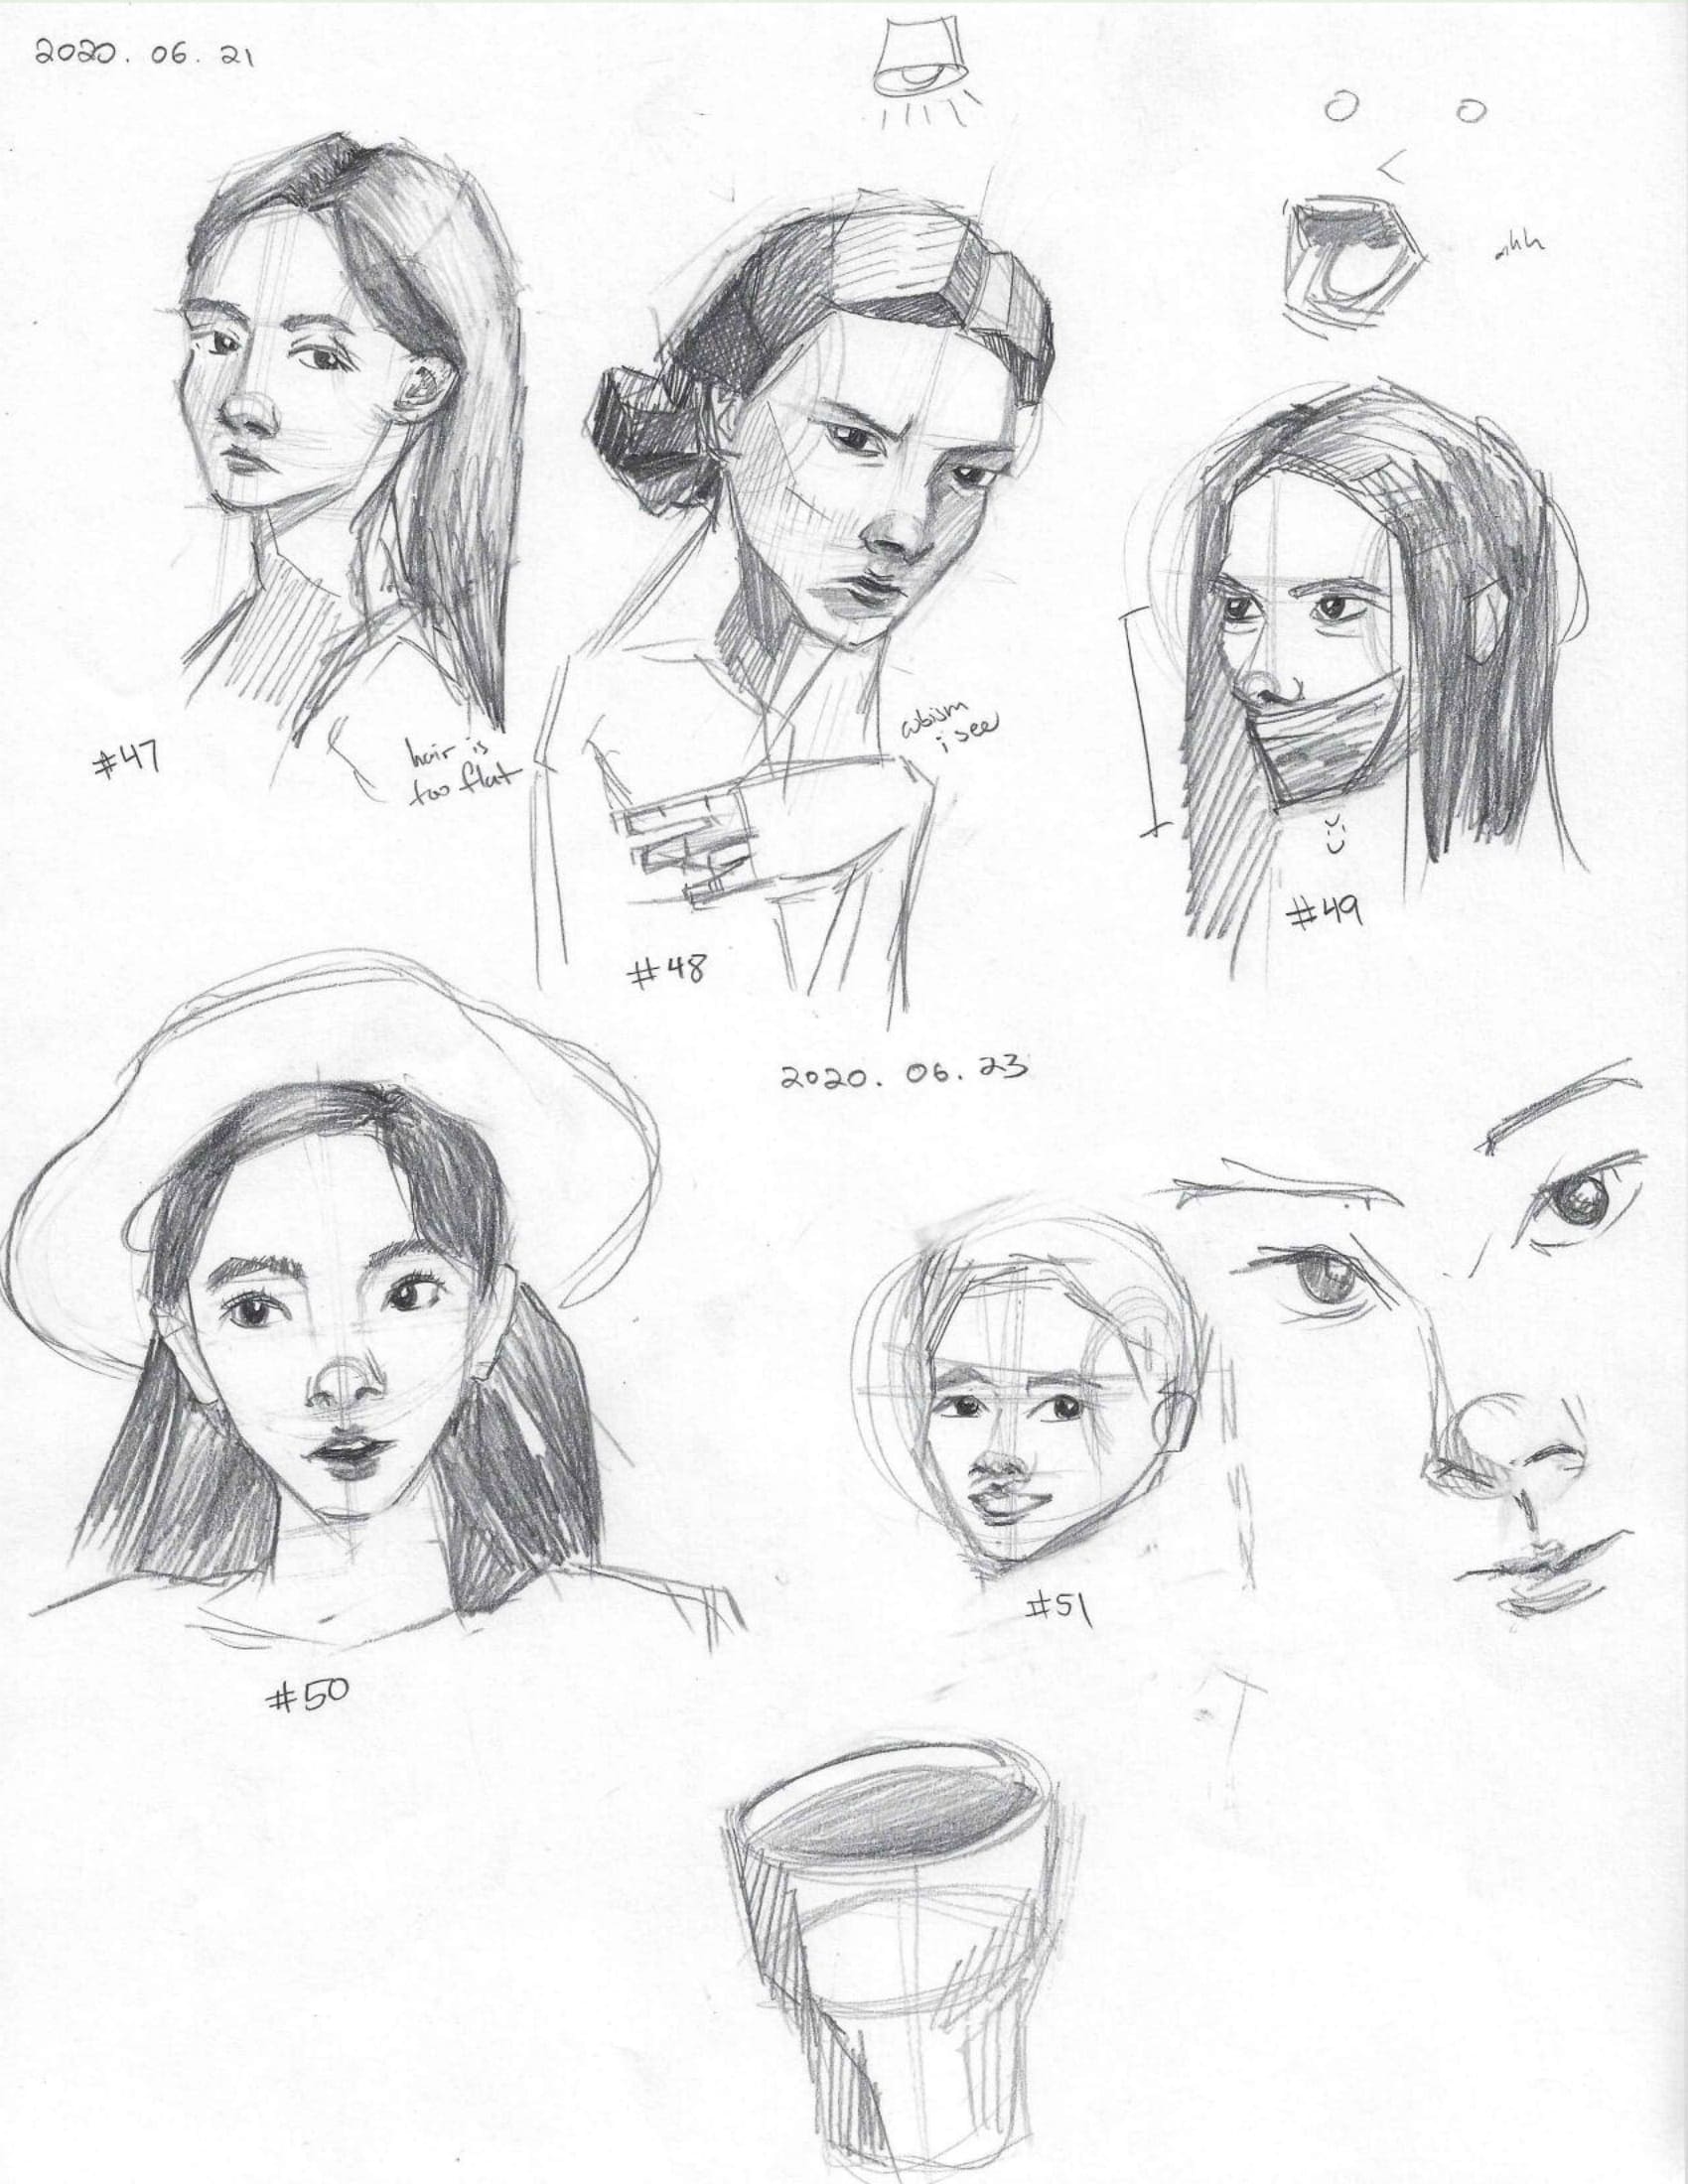 2020. 06. 21
ahh
#47
hair is
too flat
cubism
i see
#49
#48
2020. 06. 23
#51
#50